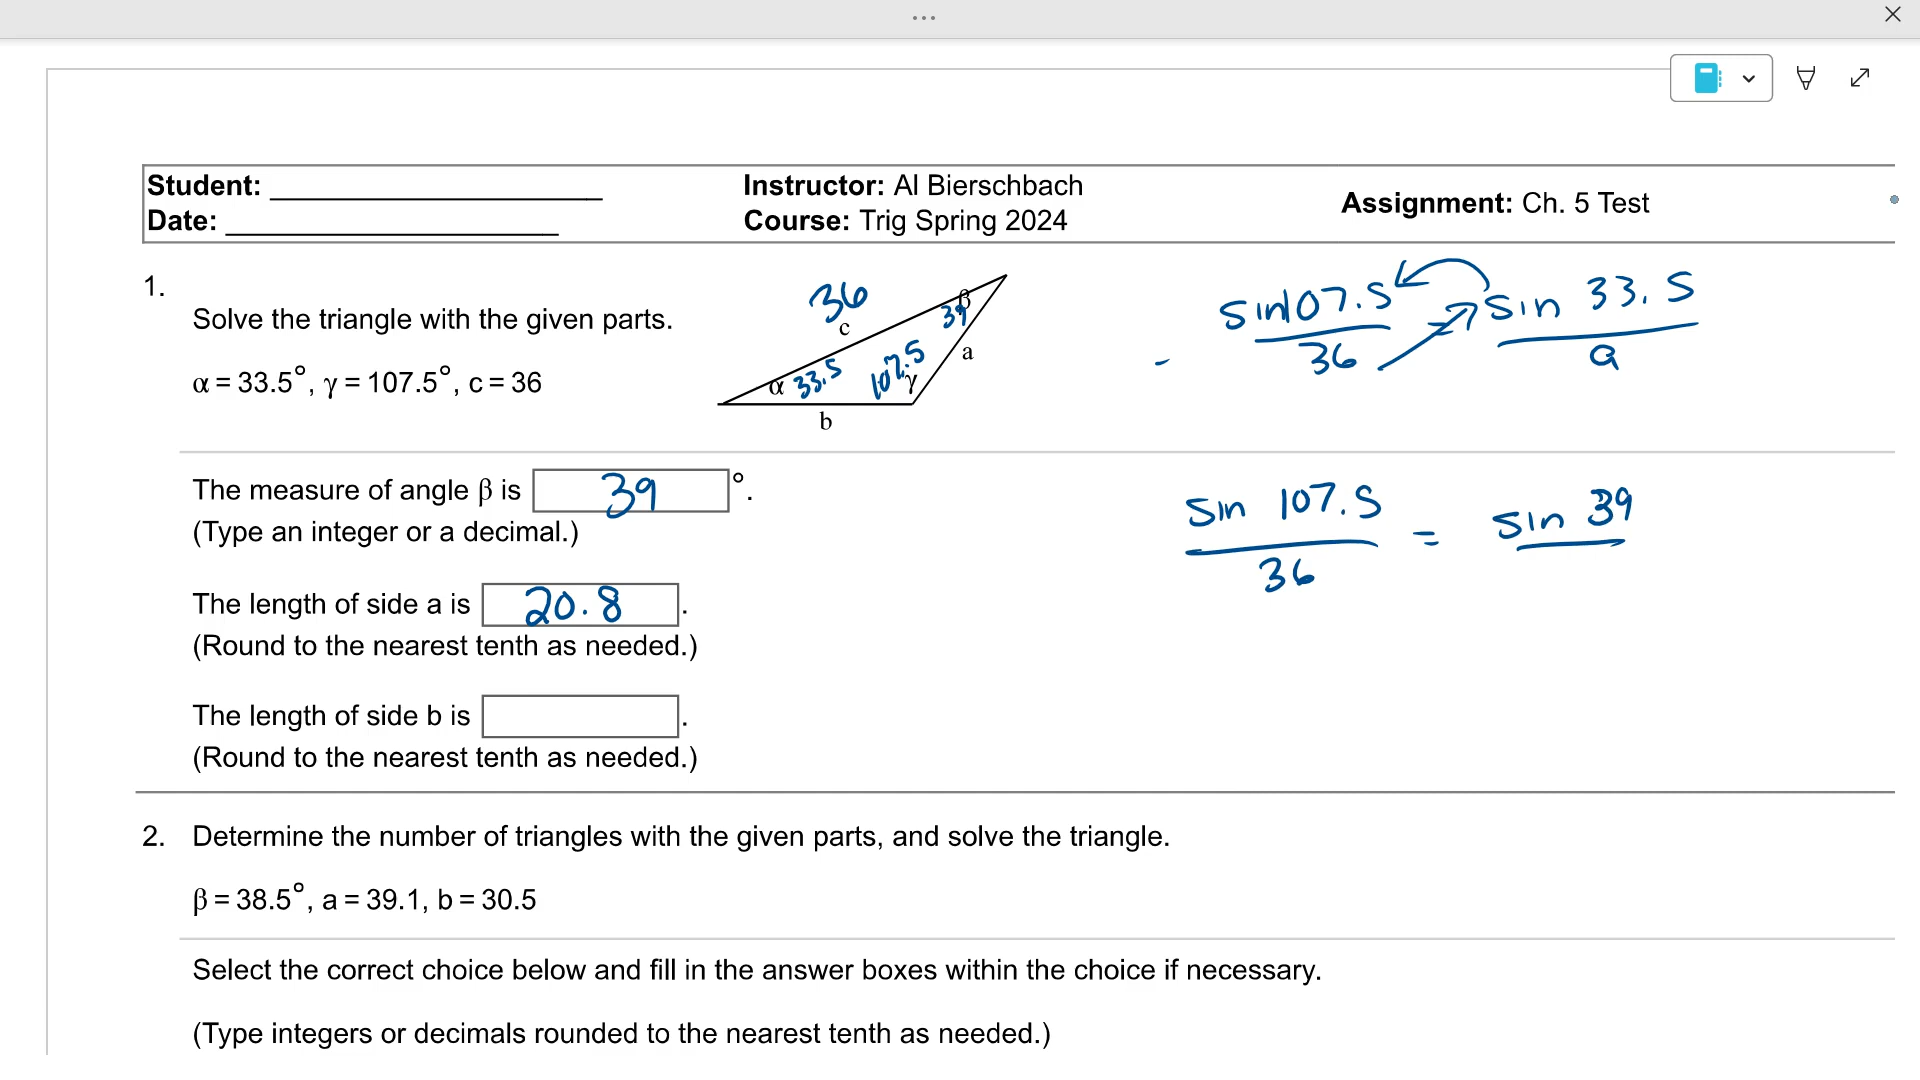 Student: ____________________
Date: ____________________
Instructor: Al Bierschbach
Course: Trig Spring 2024
Assignment: Ch. 5 Test
1.
Solve the triangle with the given parts.
α = 33.5°, γ = 107.5°, c = 36
36
c
β
39
a
α 33.5
107.5
γ
b
sin107.5 = sin 33.5
36 a
The measure of angle β is 39°.
(Type an integer or a decimal.)
sin 107.5 = sin 39
36
The length of side a is 20.8.
(Round to the nearest tenth as needed.)
The length of side b is .
(Round to the nearest tenth as needed.)
2. Determine the number of triangles with the given parts, and solve the triangle.
β = 38.5°, a = 39.1, b = 30.5
Select the correct choice below and fill in the answer boxes within the choice if necessary.
(Type integers or decimals rounded to the nearest tenth as needed.)